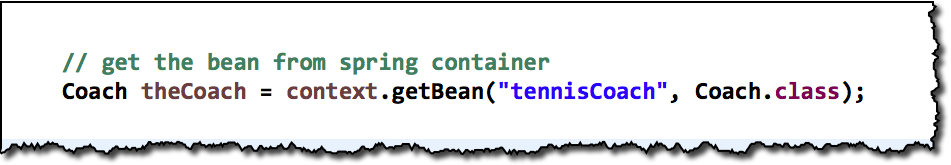 // get the bean from spring container
Coach theCoach = context.getBean("tennisCoach", Coach.class);